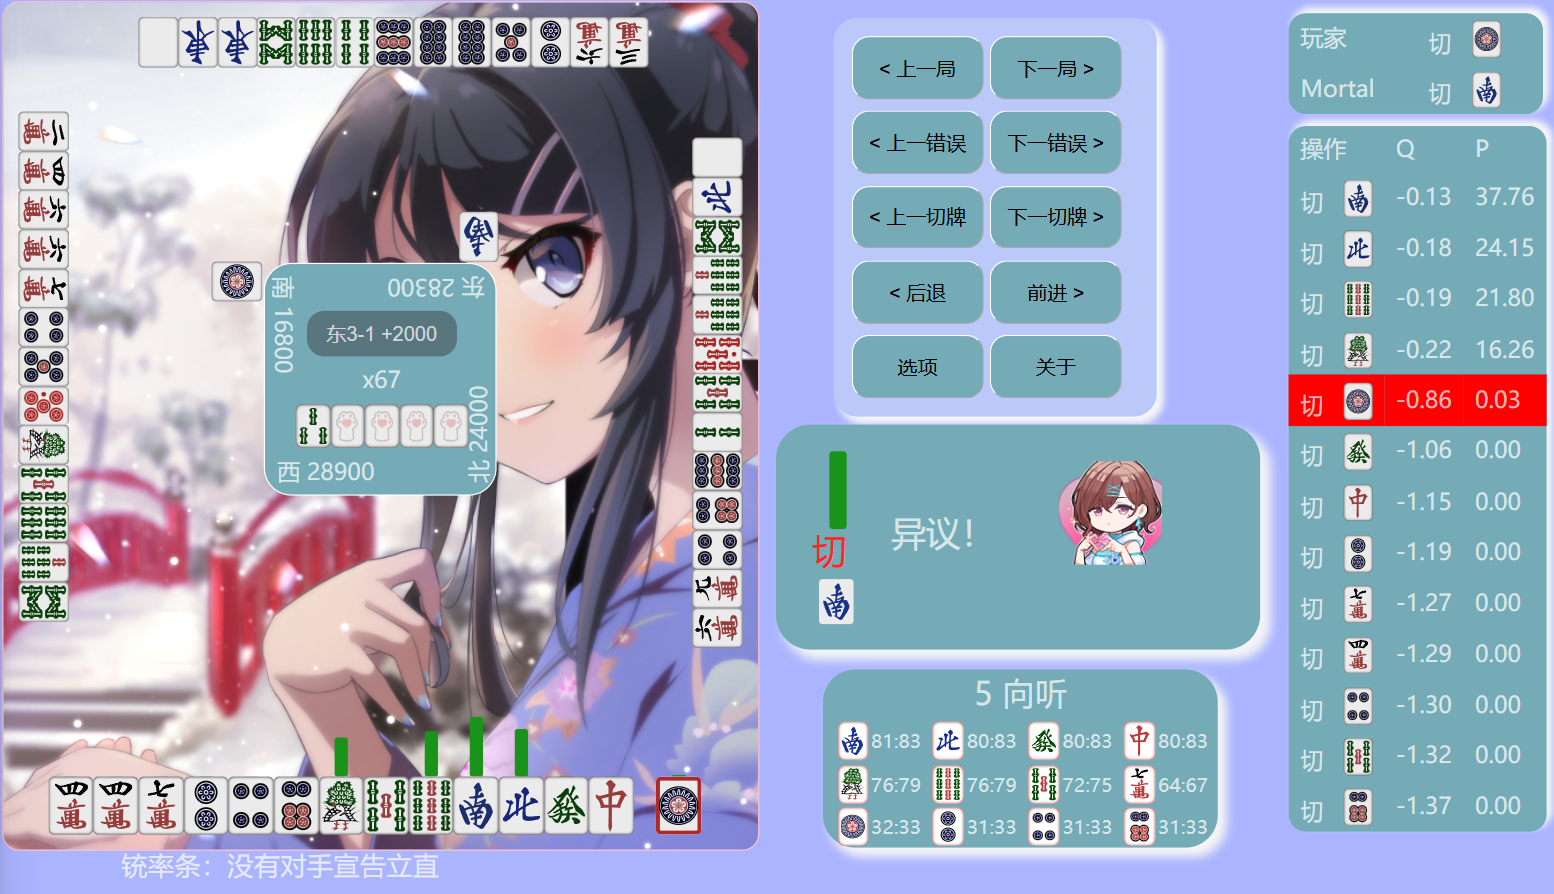 东 28300
南 16800
东3-1 +2000
x67
北 24000
西 28900
铳率条：没有对手宣告立直
< 上一局
下一局 >
< 上一错误
下一错误 >
< 上一切牌
下一切牌 >
< 后退
前进 >
选项
关于
切
异议！
5 向听
81:83 80:83 80:83 80:83
76:79 76:79 72:75 64:67
32:33 31:33 31:33 31:33
玩家 切
Mortal 切
操作 Q P
切 -0.13 37.76
切 -0.18 24.15
切 -0.19 21.80
切 -0.22 16.26
切 -0.86 0.03
切 -1.06 0.00
切 -1.15 0.00
切 -1.19 0.00
切 -1.27 0.00
切 -1.29 0.00
切 -1.30 0.00
切 -1.32 0.00
切 -1.37 0.00